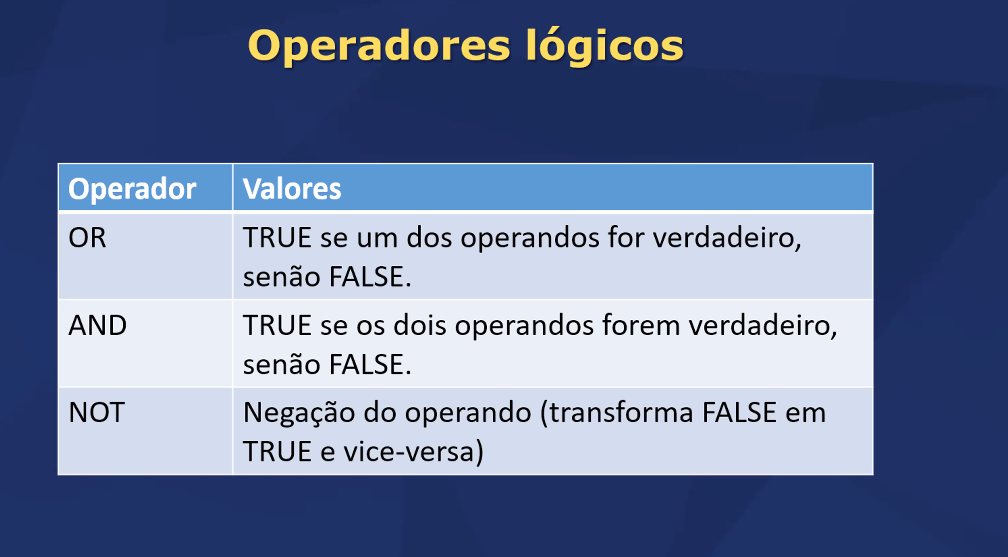 Operadores lógicos
Operador Valores
OR TRUE se um dos operandos for verdadeiro,
senão FALSE.
AND TRUE se os dois operandos forem verdadeiro,
senão FALSE.
NOT Negação do operando (transforma FALSE em
TRUE e vice-versa)